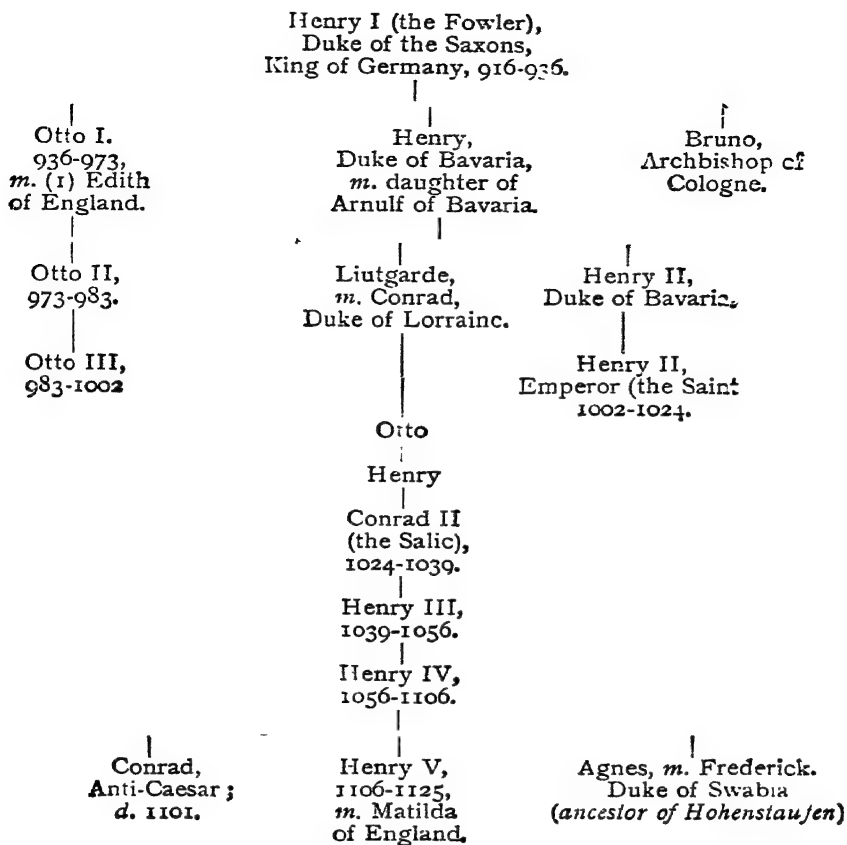 Henry I (the Fowler),
Duke of the Saxons,
King of Germany, 916-936.
Otto I.
936-973,
m. (1) Edith
of England.
Henry,
Duke of Bavaria,
m. daughter of
Arnulf of Bavaria.
Bruno,
Archbishop of
Cologne.
Otto II,
973-983.
Liutgarde,
m. Conrad,
Duke of Lorraine.
Henry II,
Duke of Bavaria.
Otto III,
983-1002
Henry II,
Emperor (the Saint
1002-1024.
Otto
Henry
Conrad II
(the Salic),
1024-1039.
Henry III,
1039-1056.
Henry IV,
1056-1106.
Conrad,
Anti-Caesar;
d. 1101.
Henry V,
1106-1125,
m. Matilda
of England.
Agnes, m. Frederick.
Duke of Swabia
(ancestor of Hohenstaufen)